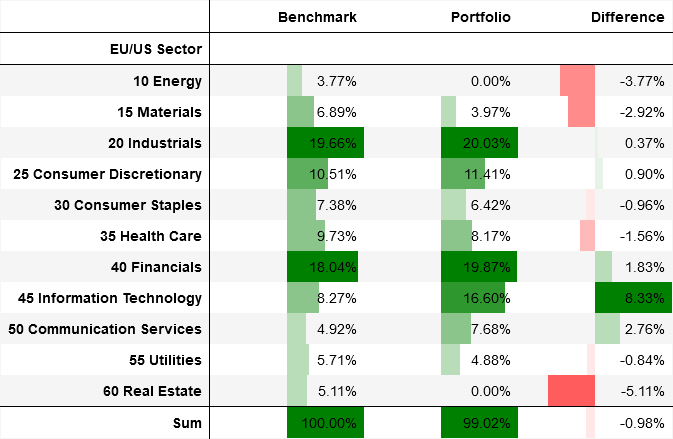 Benchmark Portfolio Difference
EU/US Sector
10 Energy 3.77% 0.00% -3.77%
15 Materials 6.89% 3.97% -2.92%
20 Industrials 19.66% 20.03% 0.37%
25 Consumer Discretionary 10.51% 11.41% 0.90%
30 Consumer Staples 7.38% 6.42% -0.96%
35 Health Care 9.73% 8.17% -1.56%
40 Financials 18.04% 19.87% 1.83%
45 Information Technology 8.27% 16.60% 8.33%
50 Communication Services 4.92% 7.68% 2.76%
55 Utilities 5.71% 4.88% -0.84%
60 Real Estate 5.11% 0.00% -5.11%
Sum 100.00% 99.02% -0.98%